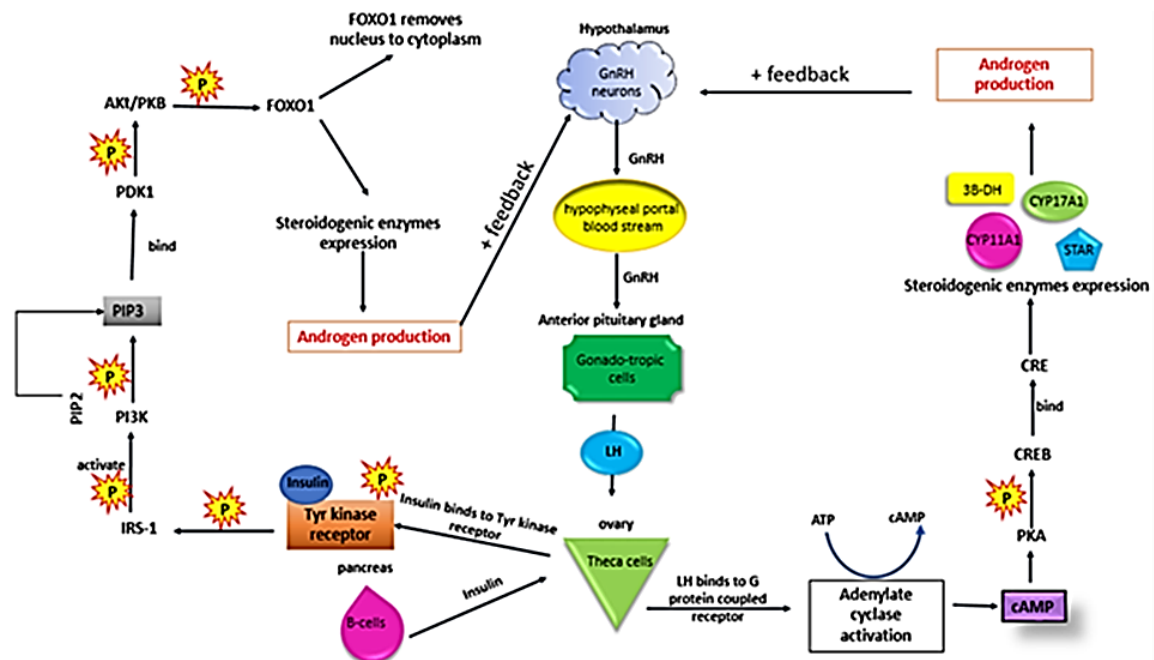 FOXO1 removes
nucleus to cytoplasm
P
AKt/PKB
FOXO1
P
PDK1
bind
PIP3
P
PIP2
PI3K
activate
P
IRS-1
P
Steroidogenic enzymes
expression
Androgen production
+ feedback
Hypothalamus
GnRH
neurons
GnRH
hypophyseal portal
blood stream
GnRH
Anterior pituitary gland
Gonado-tropic
cells
LH
ovary
Theca cells
Insulin
P
Tyr kinase
receptor
Insulin binds to Tyr kinase
receptor
pancreas
B-cells
Insulin
LH binds to G
protein coupled
receptor
ATP
cAMP
Adenylate
cyclase
activation
cAMP
PKA
P
CREB
bind
CRE
Steroidogenic enzymes expression
3B-DH
CYP17A1
CYP11A1
STAR
Androgen
production
+ feedback